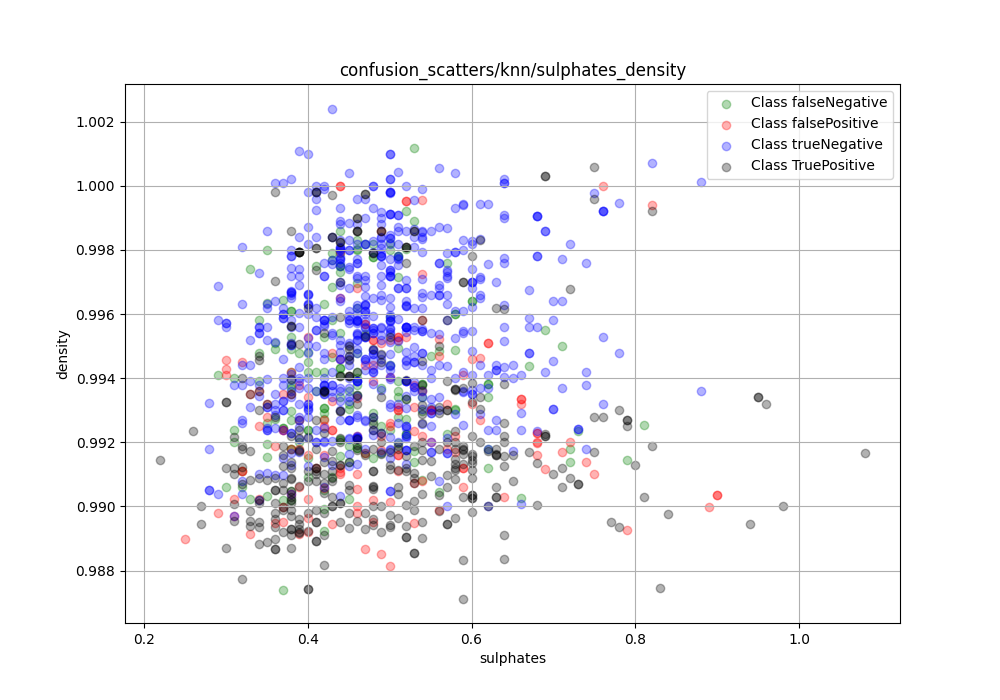 confusion_scatters/knn/sulphates_density
Class falseNegative
Class falsePositive
Class trueNegative
Class TruePositive
1.002
1.000
0.998
0.996
0.994
0.992
0.990
0.988
density
0.2 0.4 0.6 0.8 1.0
sulphates